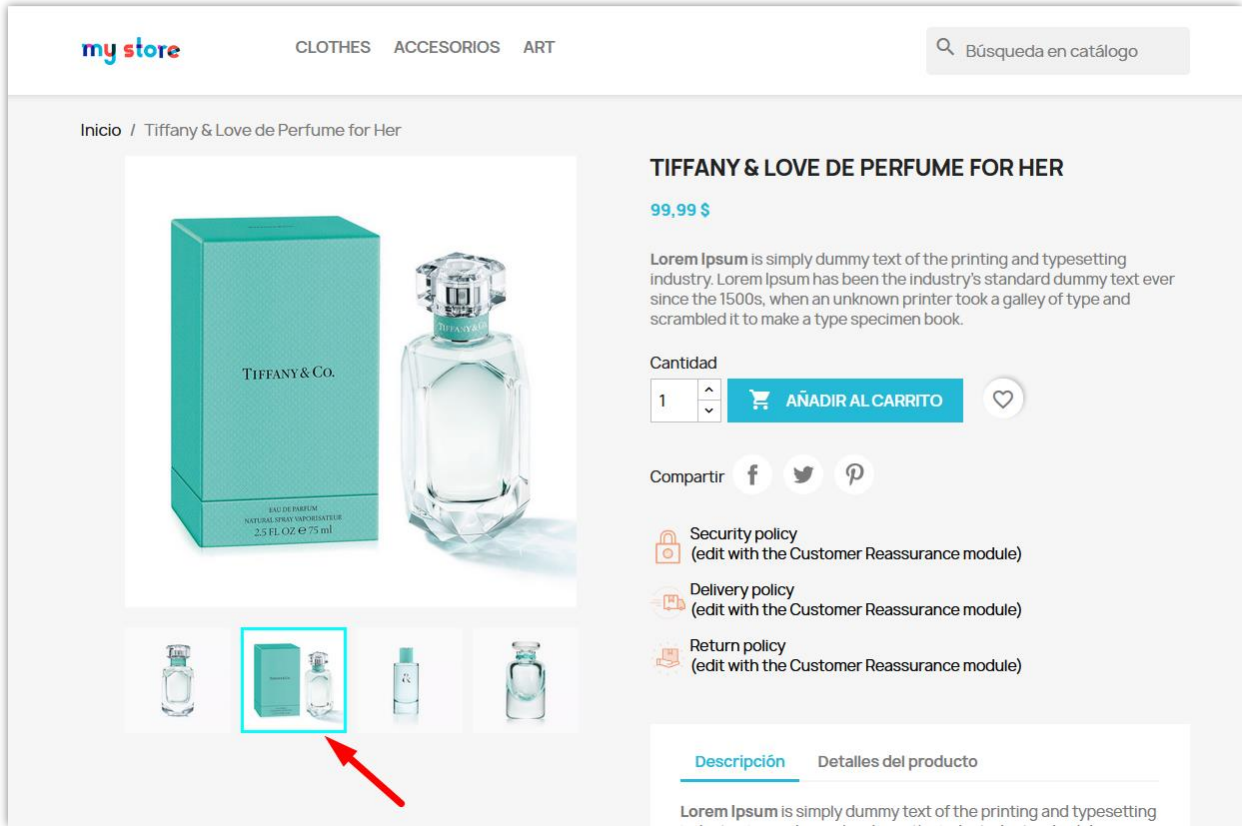 my store
CLOTHES ACCESORIOS ART
Búsqueda en catálogo
Inicio / Tiffany & Love de Perfume for Her
TIFFANY & CO.
TIFFANY & CO.
EAU DE PARFUM
NATURAL SPRAY VAPORISATEUR
2.5 FL OZ ℮ 75 ml
TIFFANY & LOVE DE PERFUME FOR HER
99,99 $
Lorem Ipsum is simply dummy text of the printing and typesetting
industry. Lorem Ipsum has been the industry's standard dummy text ever
since the 1500s, when an unknown printer took a galley of type and
scrambled it to make a type specimen book.
Cantidad
1
AÑADIR AL CARRITO
Compartir
Security policy
(edit with the Customer Reassurance module)
Delivery policy
(edit with the Customer Reassurance module)
Return policy
(edit with the Customer Reassurance module)
Descripción Detalles del producto
Lorem Ipsum is simply dummy text of the printing and typesetting